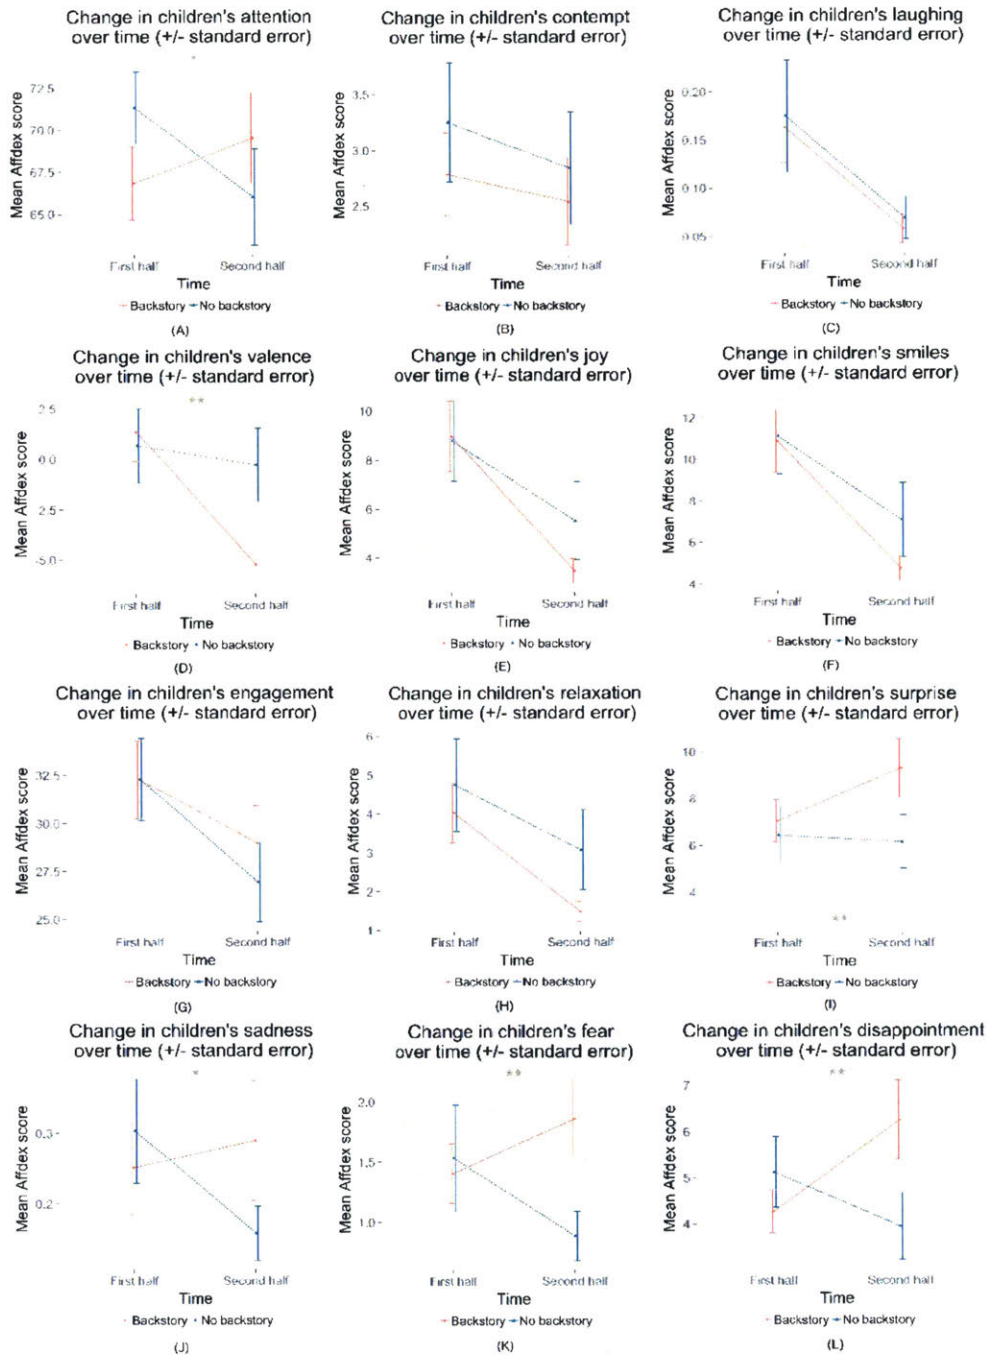 Change in children's attention
over time (+/- standard error)
*
Mean Affdex score
72.5
70.0
67.5
65.0
First half Second half
Time
Backstory No backstory
(A)
Change in children's contempt
over time (+/- standard error)
Mean Affdex score
3.5
3.0
2.5
First half Second half
Time
Backstory No backstory
(B)
Change in children's laughing
over time (+/- standard error)
Mean Affdex score
0.20
0.15
0.10
0.05
First half Second half
Time
Backstory No backstory
(C)
Change in children's valence
over time (+/- standard error)
**
Mean Affdex score
2.5
0.0
2.5
-5.0
First half Second half
Time
Backstory No backstory
(D)
Change in children's joy
over time (+/- standard error)
Mean Affdex score
10
8
6
4
First half Second half
Time
Backstory No backstory
(E)
Change in children's smiles
over time (+/- standard error)
Mean Affdex score
12
10
8
6
4
First half Second half
Time
Backstory No backstory
(F)
Change in children's engagement
over time (+/- standard error)
Mean Affdex score
32.5
30.0
27.5
25.0
First half Second half
Time
Backstory No backstory
(G)
Change in children's relaxation
over time (+/- standard error)
Mean Affdex score
6
5
4
3
2
1
First half Second half
Time
Backstory No backstory
(H)
Change in children's surprise
over time (+/- standard error)
Mean Affdex score
10
8
6
4
**
First half Second half
Time
Backstory No backstory
(I)
Change in children's sadness
over time (+/- standard error)
*
Mean Affdex score
0.3
0.2
First half Second half
Time
Backstory No backstory
(J)
Change in children's fear
over time (+/- standard error)
**
Mean Affdex score
2.0
1.5
1.0
First half Second half
Time
Backstory No backstory
(K)
Change in children's disappointment
over time (+/- standard error)
**
Mean Affdex score
7
6
5
4
First half Second half
Time
Backstory No backstory
(L)